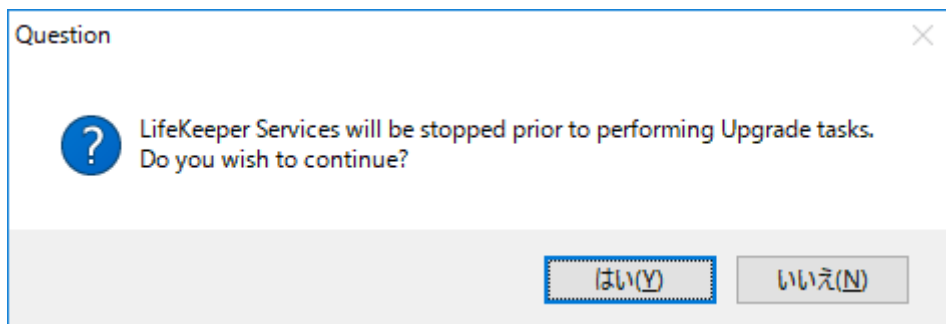 Question
LifeKeeper Services will be stopped prior to performing Upgrade tasks.
Do you wish to continue?
はい(Y)
いいえ(N)